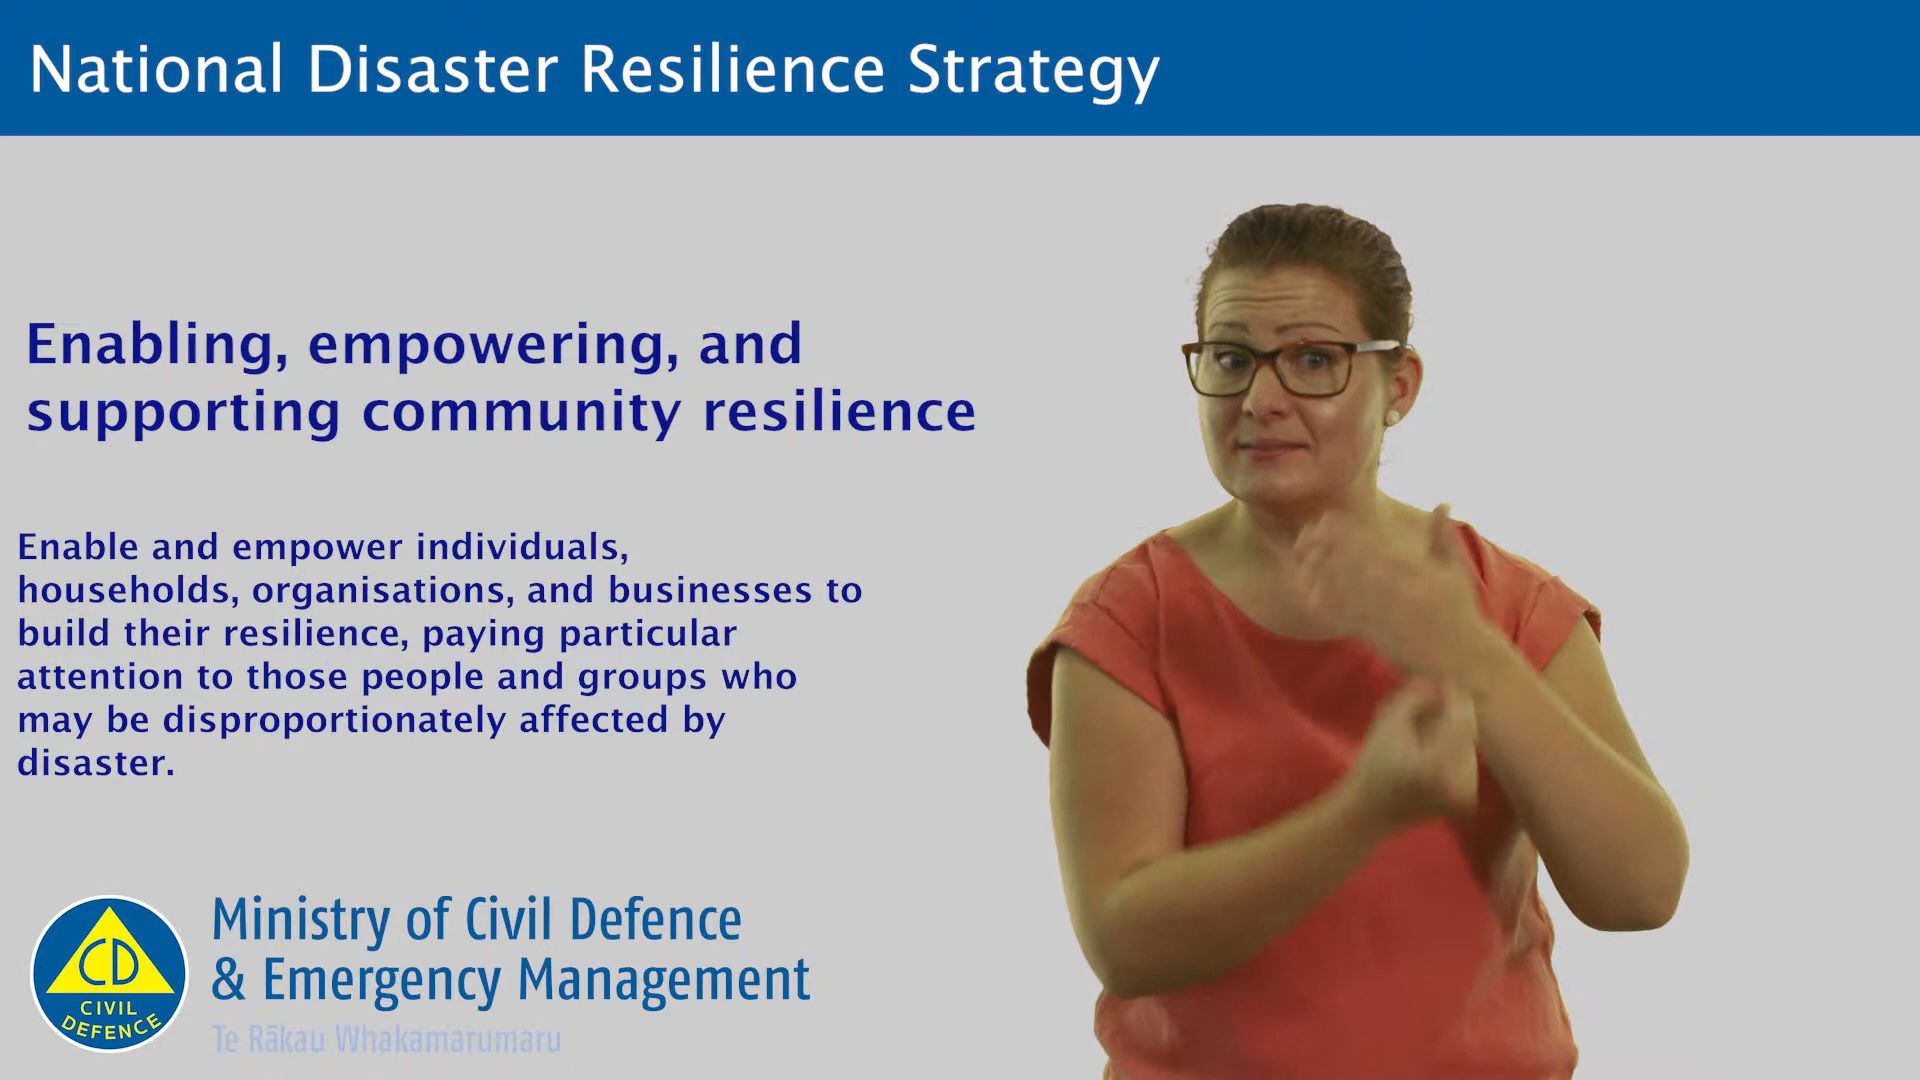 National Disaster Resilience Strategy
Enabling, empowering, and
supporting community resilience
Enable and empower individuals,
households, organisations, and businesses to
build their resilience, paying particular
attention to those people and groups who
may be disproportionately affected by
disaster.
CD
CIVIL
DEFENCE
Ministry of Civil Defence
& Emergency Management
Te Rākau Whakamarumaru